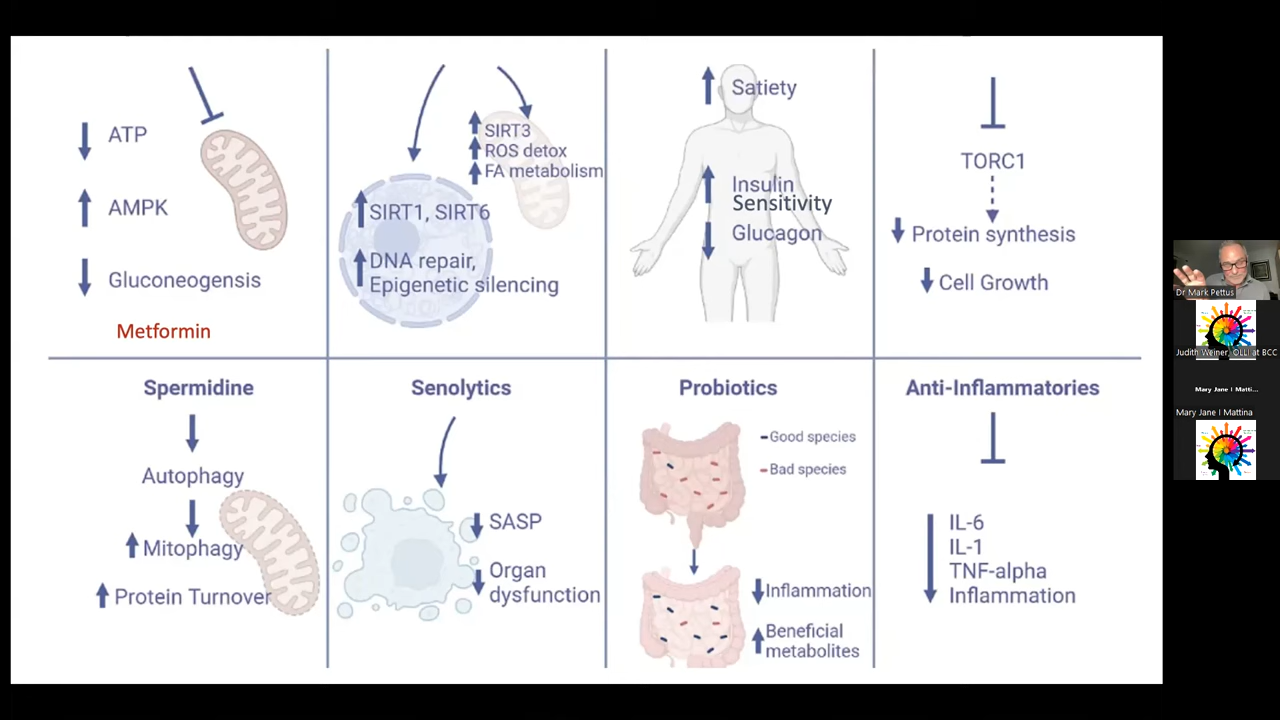 ATP
AMPK
Gluconeogensis
Metformin
SIRT3
ROS detox
FA metabolism
SIRT1, SIRT6
DNA repair,
Epigenetic silencing
Satiety
Insulin
Sensitivity
Glucagon
TORC1
Protein synthesis
Cell Growth
Spermidine
Autophagy
Mitophagy
Protein Turnover
Senolytics
SASP
Organ
dysfunction
Probiotics
Good species
Bad species
Inflammation
Beneficial
metabolites
Anti-Inflammatories
IL-6
IL-1
TNF-alpha
Inflammation
Dr Mark Pettus
Judith Weiner, OLLI at BCC
Mary Jane I Matti...
Mary Jane I Mattina